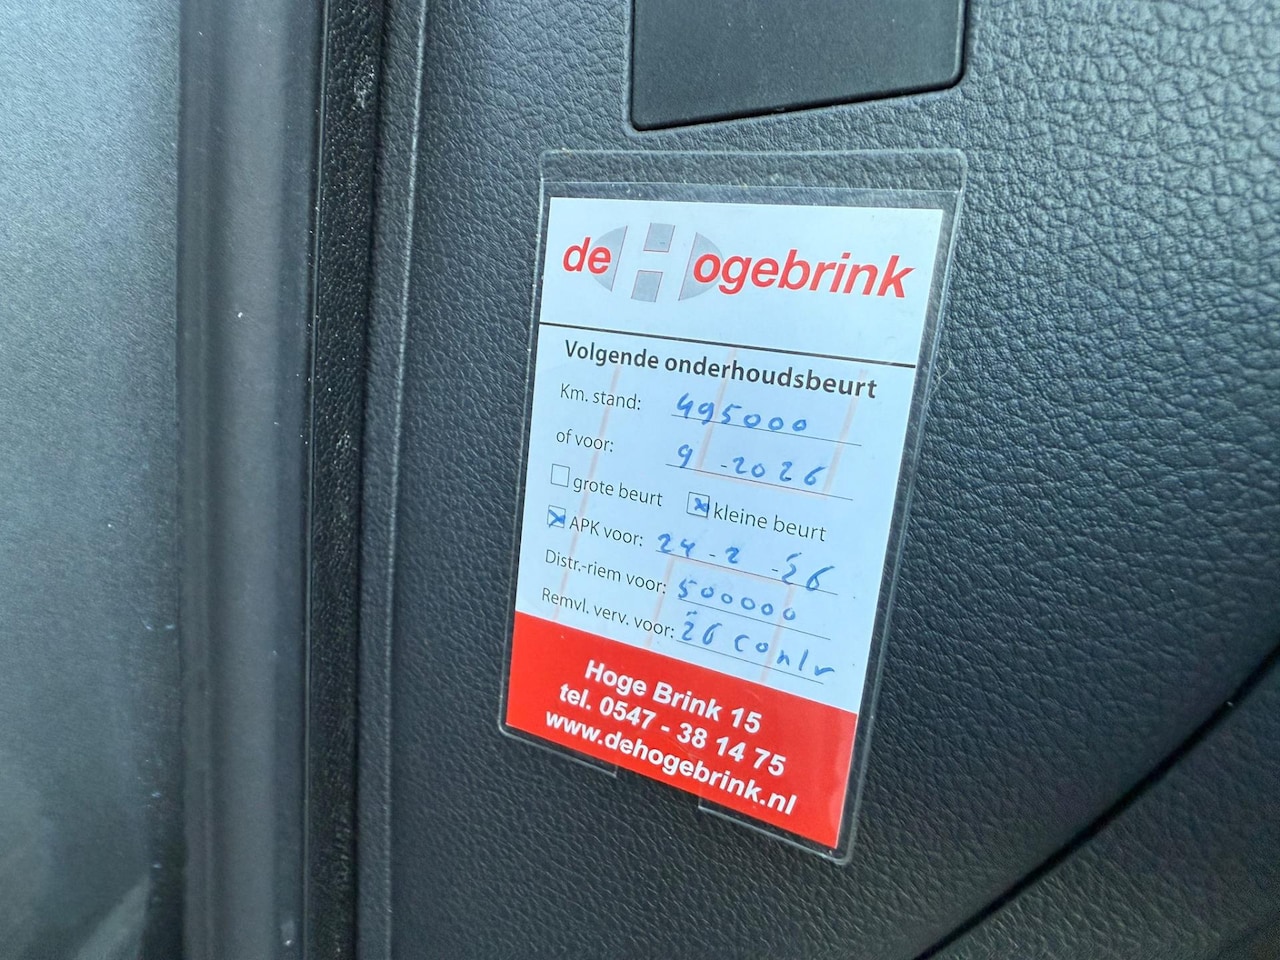 de Hogebrink
Volgende onderhoudsbeurt
Km. stand: 495000
of voor: 9-2026
grote beurt kleine beurt
APK voor: 24-2-26
Distr.-riem voor: 500000
Remvl. verv. voor: 26 contr
Hoge Brink 15
tel. 0547 - 38 14 75
www.dehogebrink.nl